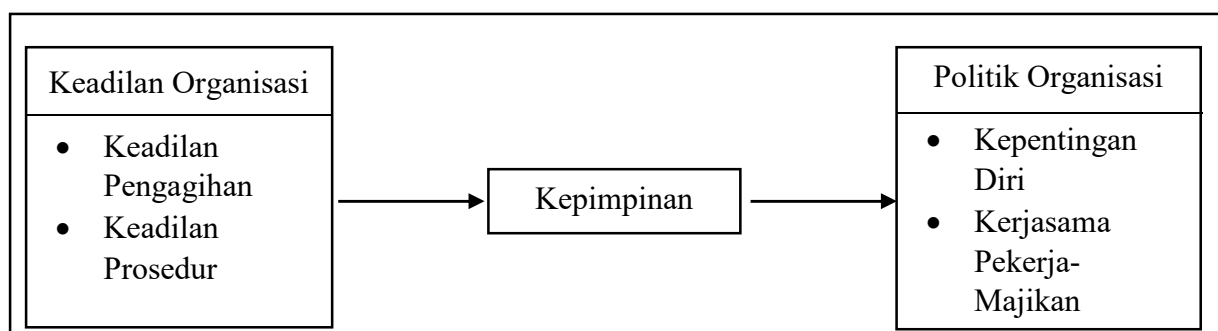 Keadilan Organisasi
• Keadilan
Pengagihan
• Keadilan
Prosedur
Kepimpinan
Politik Organisasi
• Kepentingan
Diri
• Kerjasama
Pekerja-
Majikan